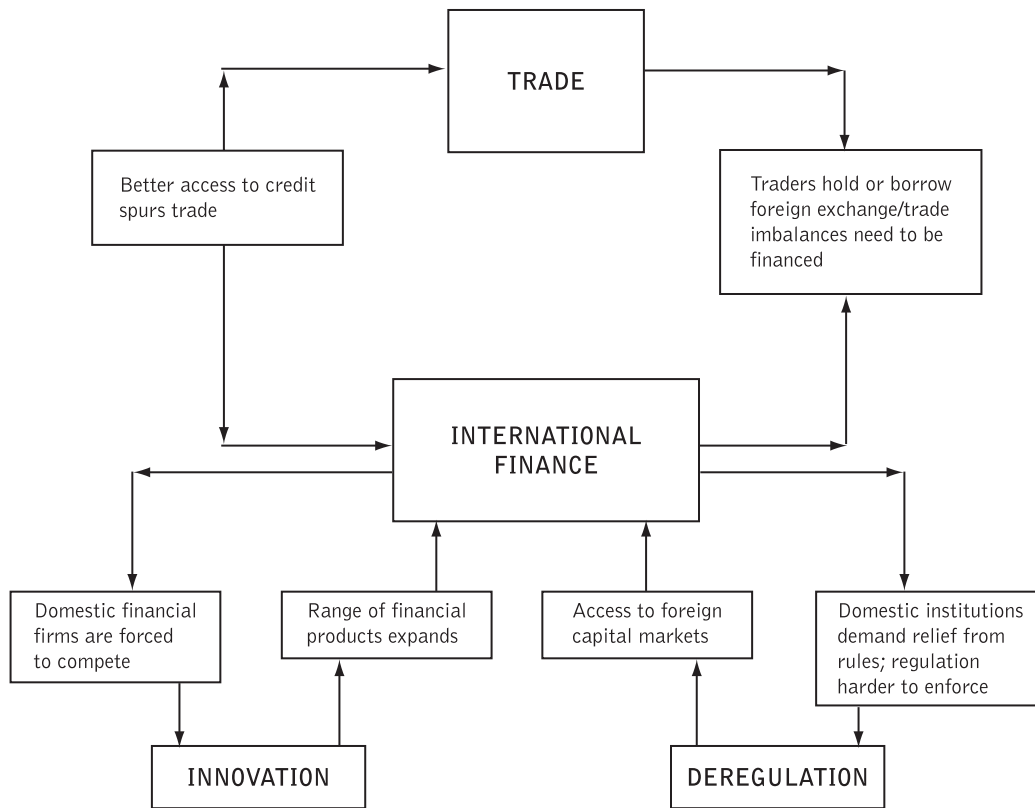 TRADE
Better access to credit
spurs trade
Traders hold or borrow
foreign exchange/trade
imbalances need to be
financed
INTERNATIONAL
FINANCE
Domestic financial
firms are forced
to compete
Range of financial
products expands
Access to foreign
capital markets
Domestic institutions
demand relief from
rules; regulation
harder to enforce
INNOVATION
DEREGULATION